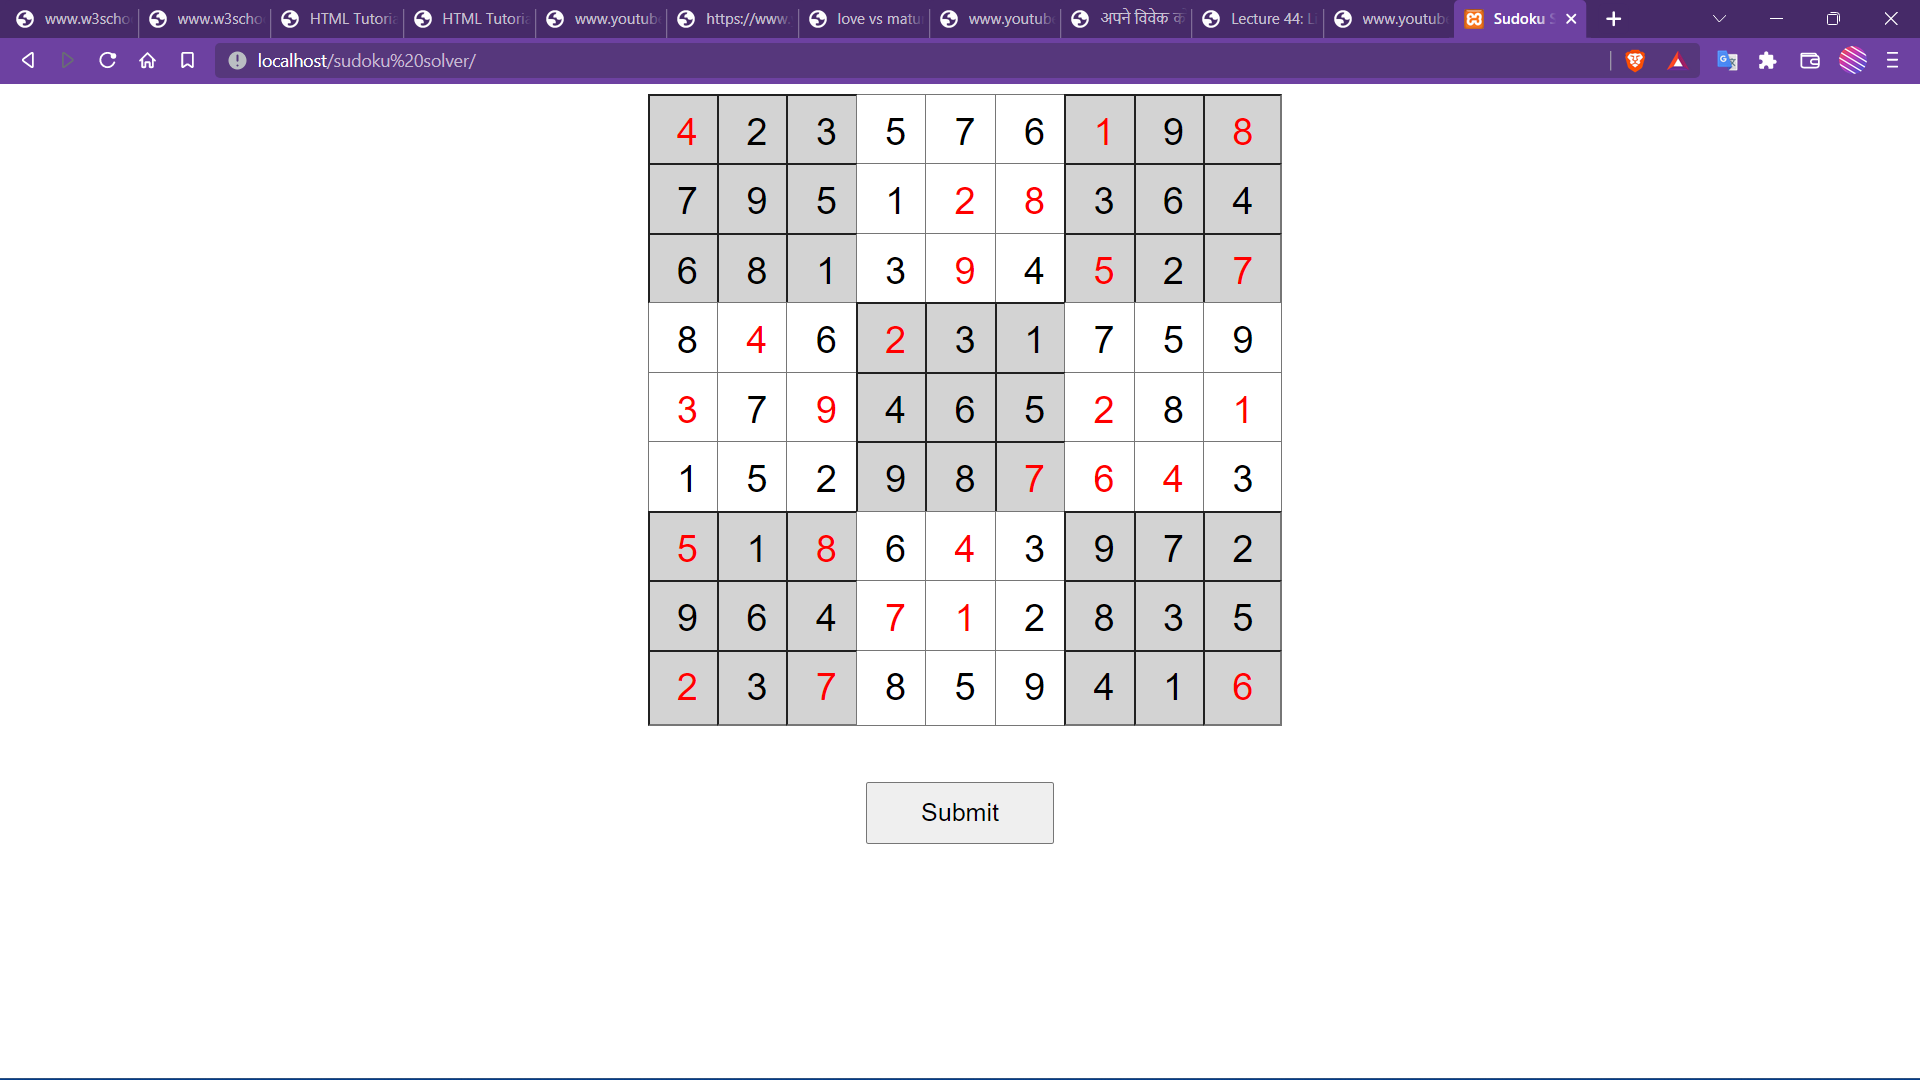 www.w3scho www.w3scho HTML Tutoria HTML Tutoria www.youtub https://www. love vs matu www.youtub अपने विवेक क Lecture 44: L www.youtub Sudoku S
localhost/sudoku%20solver/
4 2 3 5 7 6 1 9 8
7 9 5 1 2 8 3 6 4
6 8 1 3 9 4 5 2 7
8 4 6 2 3 1 7 5 9
3 7 9 4 6 5 2 8 1
1 5 2 9 8 7 6 4 3
5 1 8 6 4 3 9 7 2
9 6 4 7 1 2 8 3 5
2 3 7 8 5 9 4 1 6
Submit